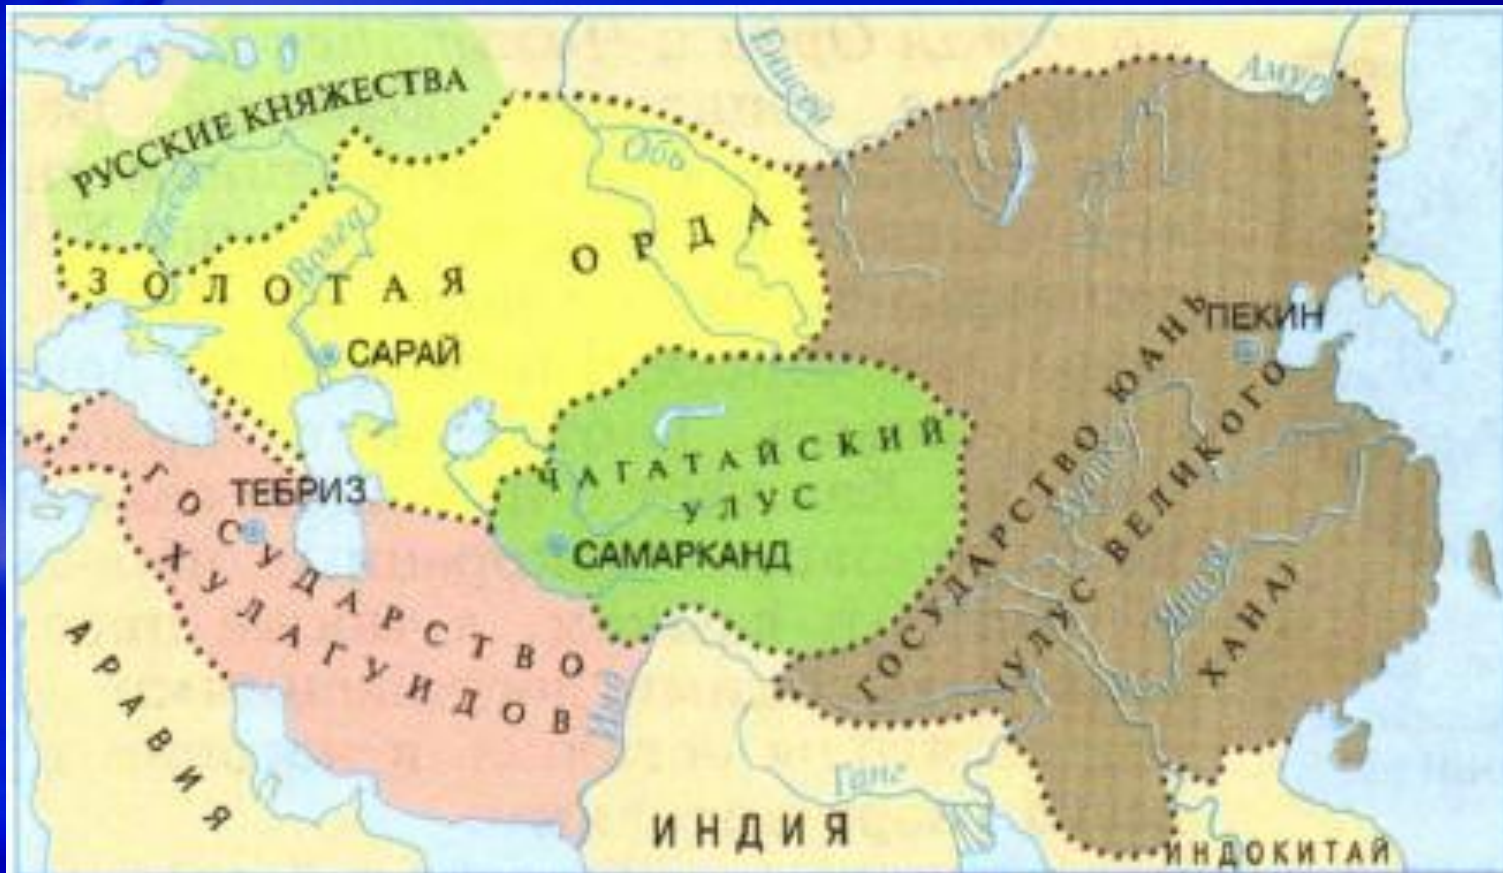 РУССКИЕ КНЯЖЕСТВА
Енисей
Амур
Обь
Волга
ЗОЛОТАЯ ОРДА
САРАЙ
ПЕКИН
ЧАГАТАЙСКИЙ
УЛУС
САМАРКАНД
ТЕБРИЗ
ГОСУДАРСТВО
ХУЛАГУИДОВ
ГОСУДАРСТВО ЮАНЬ
(УЛУС ВЕЛИКОГО
ХАНА)
Янцзы
Инд
Ганг
АРАВИЯ
ИНДИЯ
ИНДОКИТАЙ